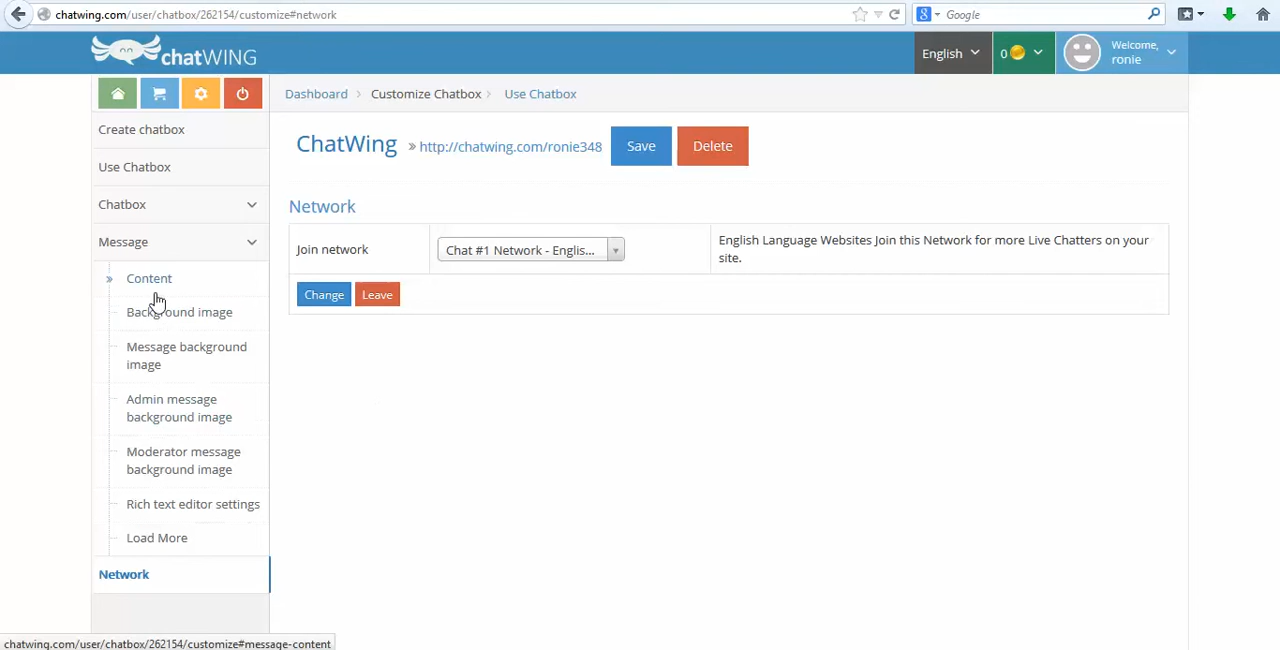 chatwing.com/user/chatbox/262154/customize#network
Google
chatWING
English
0
Welcome,
ronie
Dashboard > Customize Chatbox > Use Chatbox
Create chatbox
Use Chatbox
Chatbox
Message
» Content
Background image
Message background
image
Admin message
background image
Moderator message
background image
Rich text editor settings
Load More
Network
ChatWing » http://chatwing.com/ronie348 Save Delete
Network
Join network
Chat #1 Network - Englis...
English Language Websites Join this Network for more Live Chatters on your
site.
Change Leave
chatwing.com/user/chatbox/262154/customize#message-content